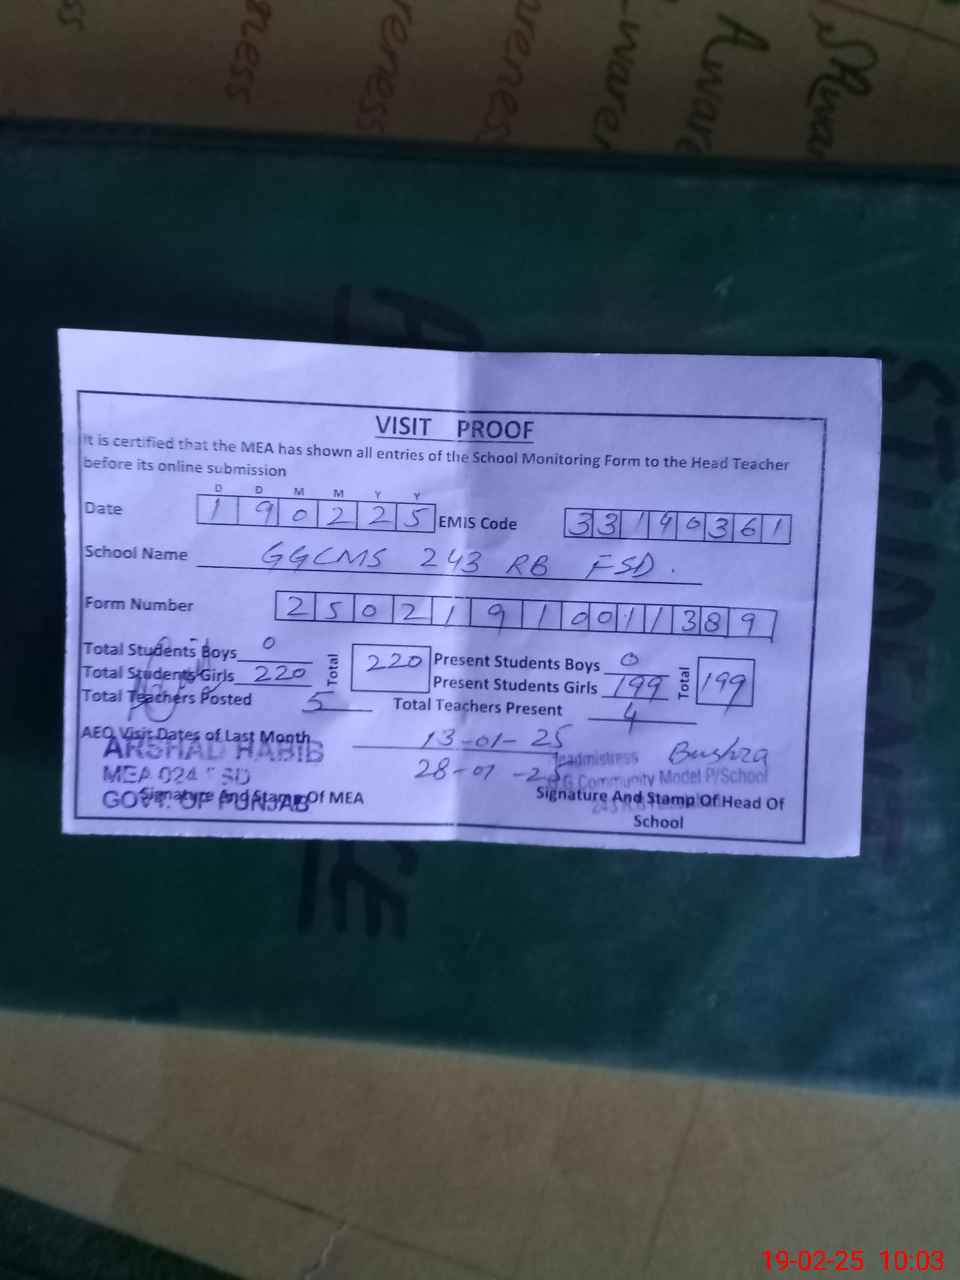 ss
eness
reness
reness
ware
Aware
Awa
VISIT PROOF
It is certified that the MEA has shown all entries of the School Monitoring Form to the Head Teacher
before its online submission
D D M M Y Y
Date 1 9 0 2 2 5 EMIS Code 3 3 1 9 0 3 6 1
School Name GGCMS 243 RB FSD.
Form Number 2 5 0 2 1 9 1 0 0 1 1 3 8 9
Total Students Boys 0 Total 220 Present Students Boys 0 Total 199
Total Students Girls 220 Present Students Girls 199
Total Teachers Posted 5 Total Teachers Present 4
AEO Visit Dates of Last Month 13-01-25
28-01-25
ARSHAD HABIB
MEA 024 FSD
GOVT. OF PUNJAB
Signature And Stamp Of MEA
Bushra
Headmistress
G Community Model P/School
Signature And Stamp Of Head Of
School
19-02-25 10:03